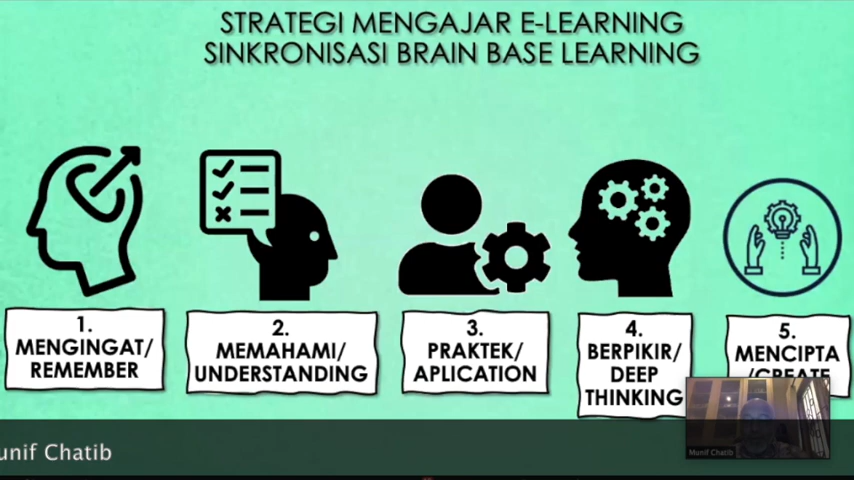 STRATEGI MENGAJAR E-LEARNING
SINKRONISASI BRAIN BASE LEARNING
1.
MENGINGAT/
REMEMBER
2.
MEMAHAMI/
UNDERSTANDING
3.
PRAKTEK/
APLICATION
4.
BERPIKIR/
DEEP
THINKING
5.
MENCIPTA
/CREATE
unif Chatib
Munif Chatib